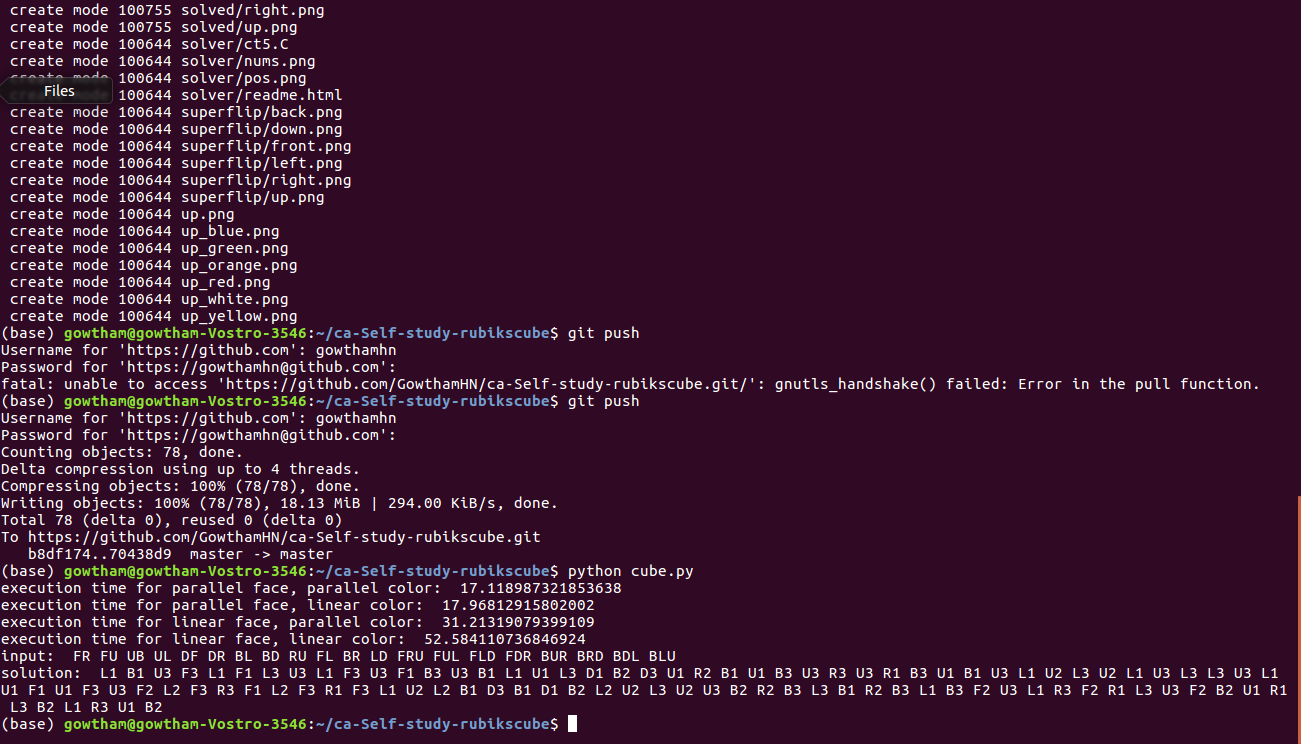 create mode 100755 solved/right.png
create mode 100755 solved/up.png
create mode 100644 solver/ct5.C
create mode 100644 solver/nums.png
create mode 100644 solver/pos.png
Files
create mode 100644 solver/readme.html
create mode 100644 superflip/back.png
create mode 100644 superflip/down.png
create mode 100644 superflip/front.png
create mode 100644 superflip/left.png
create mode 100644 superflip/right.png
create mode 100644 superflip/up.png
create mode 100644 up.png
create mode 100644 up_blue.png
create mode 100644 up_green.png
create mode 100644 up_orange.png
create mode 100644 up_red.png
create mode 100644 up_white.png
create mode 100644 up_yellow.png
(base) gowtham@gowtham-Vostro-3546:~/ca-Self-study-rubikscube$ git push
Username for 'https://github.com': gowthamhn
Password for 'https://gowthamhn@github.com':
fatal: unable to access 'https://github.com/GowthamHN/ca-Self-study-rubikscube.git/': gnutls_handshake() failed: Error in the pull function.
(base) gowtham@gowtham-Vostro-3546:~/ca-Self-study-rubikscube$ git push
Username for 'https://github.com': gowthamhn
Password for 'https://gowthamhn@github.com':
Counting objects: 78, done.
Delta compression using up to 4 threads.
Compressing objects: 100% (78/78), done.
Writing objects: 100% (78/78), 18.13 MiB | 294.00 KiB/s, done.
Total 78 (delta 0), reused 0 (delta 0)
To https://github.com/GowthamHN/ca-Self-study-rubikscube.git
b8df174..70438d9  master -> master
(base) gowtham@gowtham-Vostro-3546:~/ca-Self-study-rubikscube$ python cube.py
execution time for parallel face, parallel color:  17.118987321853638
execution time for parallel face, linear color:  17.96812915802002
execution time for linear face, parallel color:  31.21319079399109
execution time for linear face, linear color:  52.584110736846924
input:  FR FU UB UL DF DR BL BD RU FL BR LD FRU FUL FLD FDR BUR BRD BDL BLU
solution:  L1 B1 U3 F3 L1 F1 L3 U3 L1 F3 U3 F1 B3 U3 B1 L1 U1 L3 D1 B2 D3 U1 R2 B1 U1 B3 U3 R3 U3 R1 B3 U1 B1 U3 L1 U2 L3 U2 L1 U3 L3 L3 U3 L1
U1 F1 U1 F3 U3 F2 L2 F3 R3 F1 L2 F3 R1 F3 L1 U2 L2 B1 D3 B1 D1 B2 L2 U2 L3 U2 U3 B2 R2 B3 L3 B1 R2 B3 L1 B3 F2 U3 L1 R3 F2 R1 L3 U3 F2 B2 U1 R1
L3 B2 L1 R3 U1 B2
(base) gowtham@gowtham-Vostro-3546:~/ca-Self-study-rubikscube$